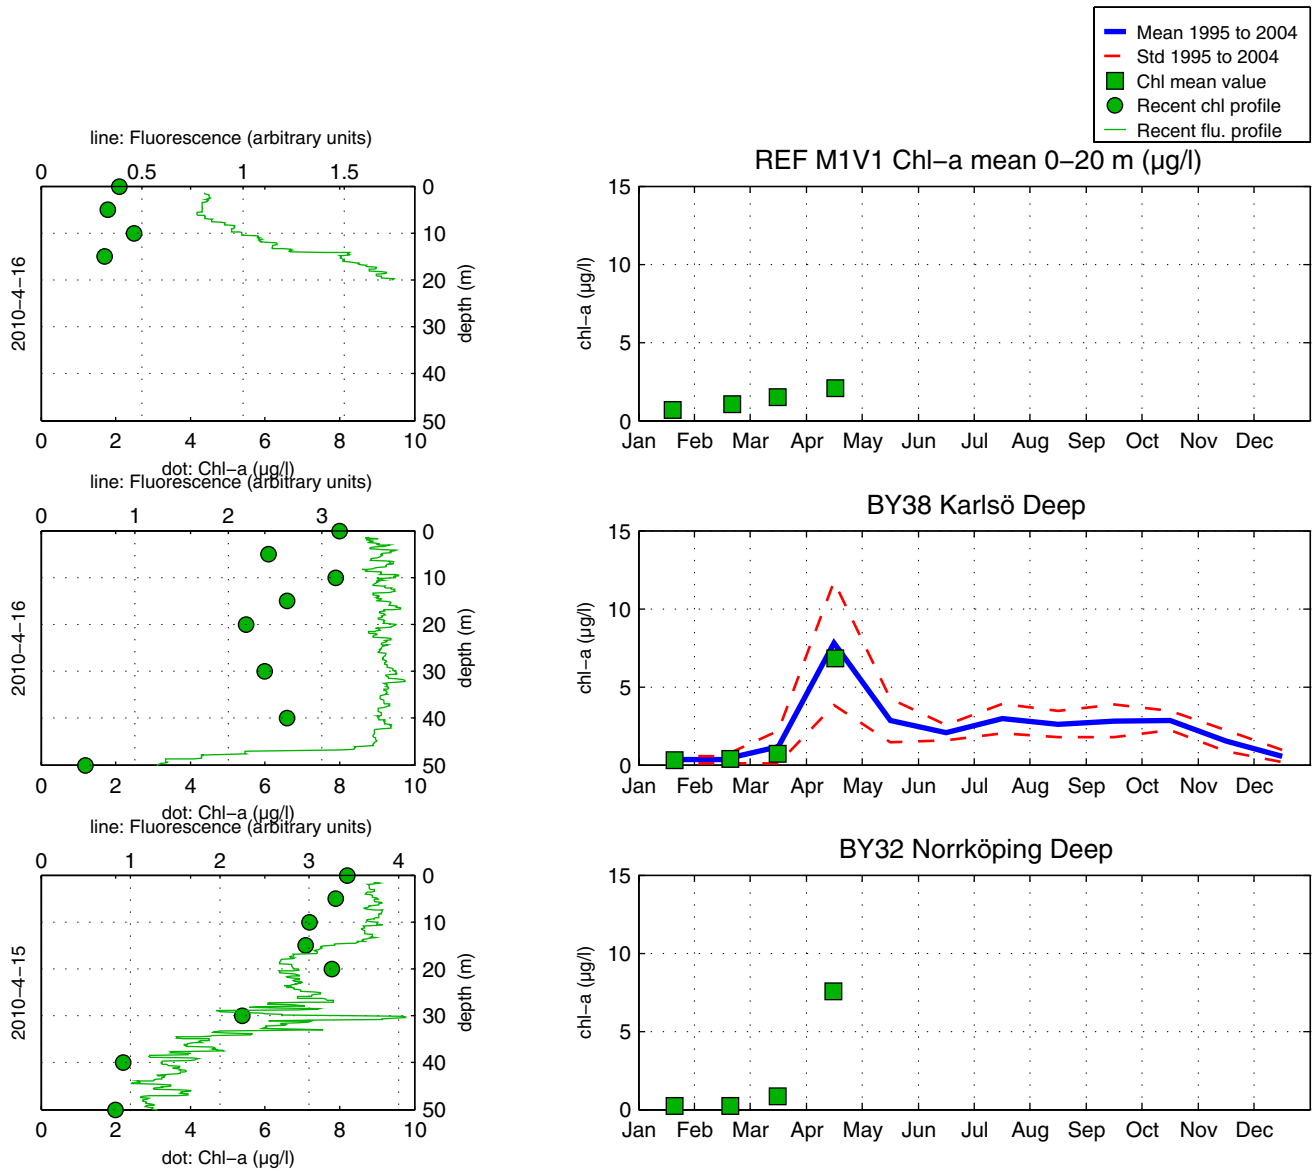 Mean 1995 to 2004
Std 1995 to 2004
Chl mean value
Recent chl profile
Recent flu. profile
line: Fluorescence (arbitrary units)
0 0.5 1 1.5
0
10
20
30
40
50
depth (m)
2010−4−16
0 2 4 6 8 10
dot: Chl−a (µg/l)
REF M1V1 Chl−a mean 0−20 m (µg/l)
15
10
5
0
chl−a (µg/l)
Jan Feb Mar Apr May Jun Jul Aug Sep Oct Nov Dec
line: Fluorescence (arbitrary units)
0 1 2 3
0
10
20
30
40
50
depth (m)
2010−4−16
0 2 4 6 8 10
dot: Chl−a (µg/l)
BY38 Karlsö Deep
15
10
5
0
chl−a (µg/l)
Jan Feb Mar Apr May Jun Jul Aug Sep Oct Nov Dec
line: Fluorescence (arbitrary units)
0 1 2 3 4
0
10
20
30
40
50
depth (m)
2010−4−15
0 2 4 6 8 10
dot: Chl−a (µg/l)
BY32 Norrköping Deep
15
10
5
0
chl−a (µg/l)
Jan Feb Mar Apr May Jun Jul Aug Sep Oct Nov Dec